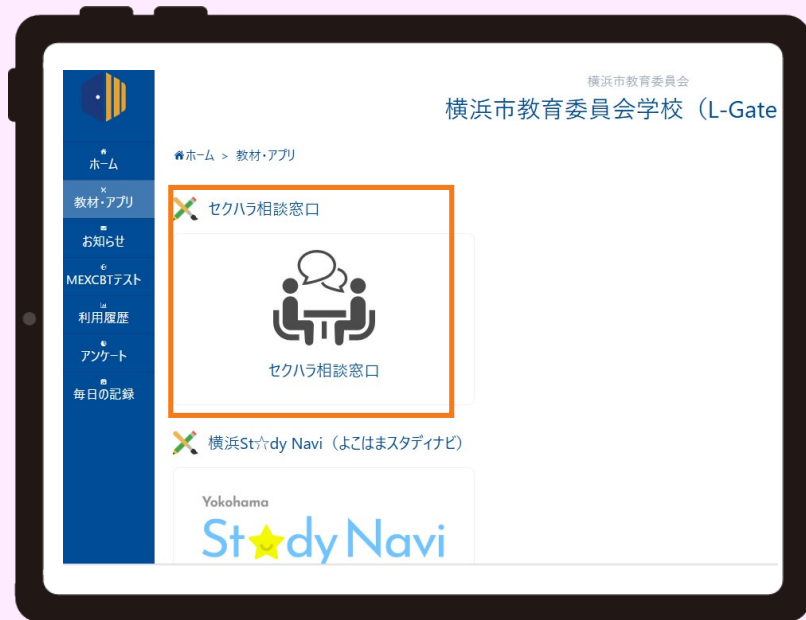 横浜市教育委員会
横浜市教育委員会学校（L-Gate
ホーム
教材・アプリ
お知らせ
MEXCBTテスト
利用履歴
アンケート
毎日の記録
ホーム > 教材・アプリ
セクハラ相談窓口
セクハラ相談窓口
横浜St☆dy Navi（よこはまスタディナビ）
Yokohama
St★dy Navi